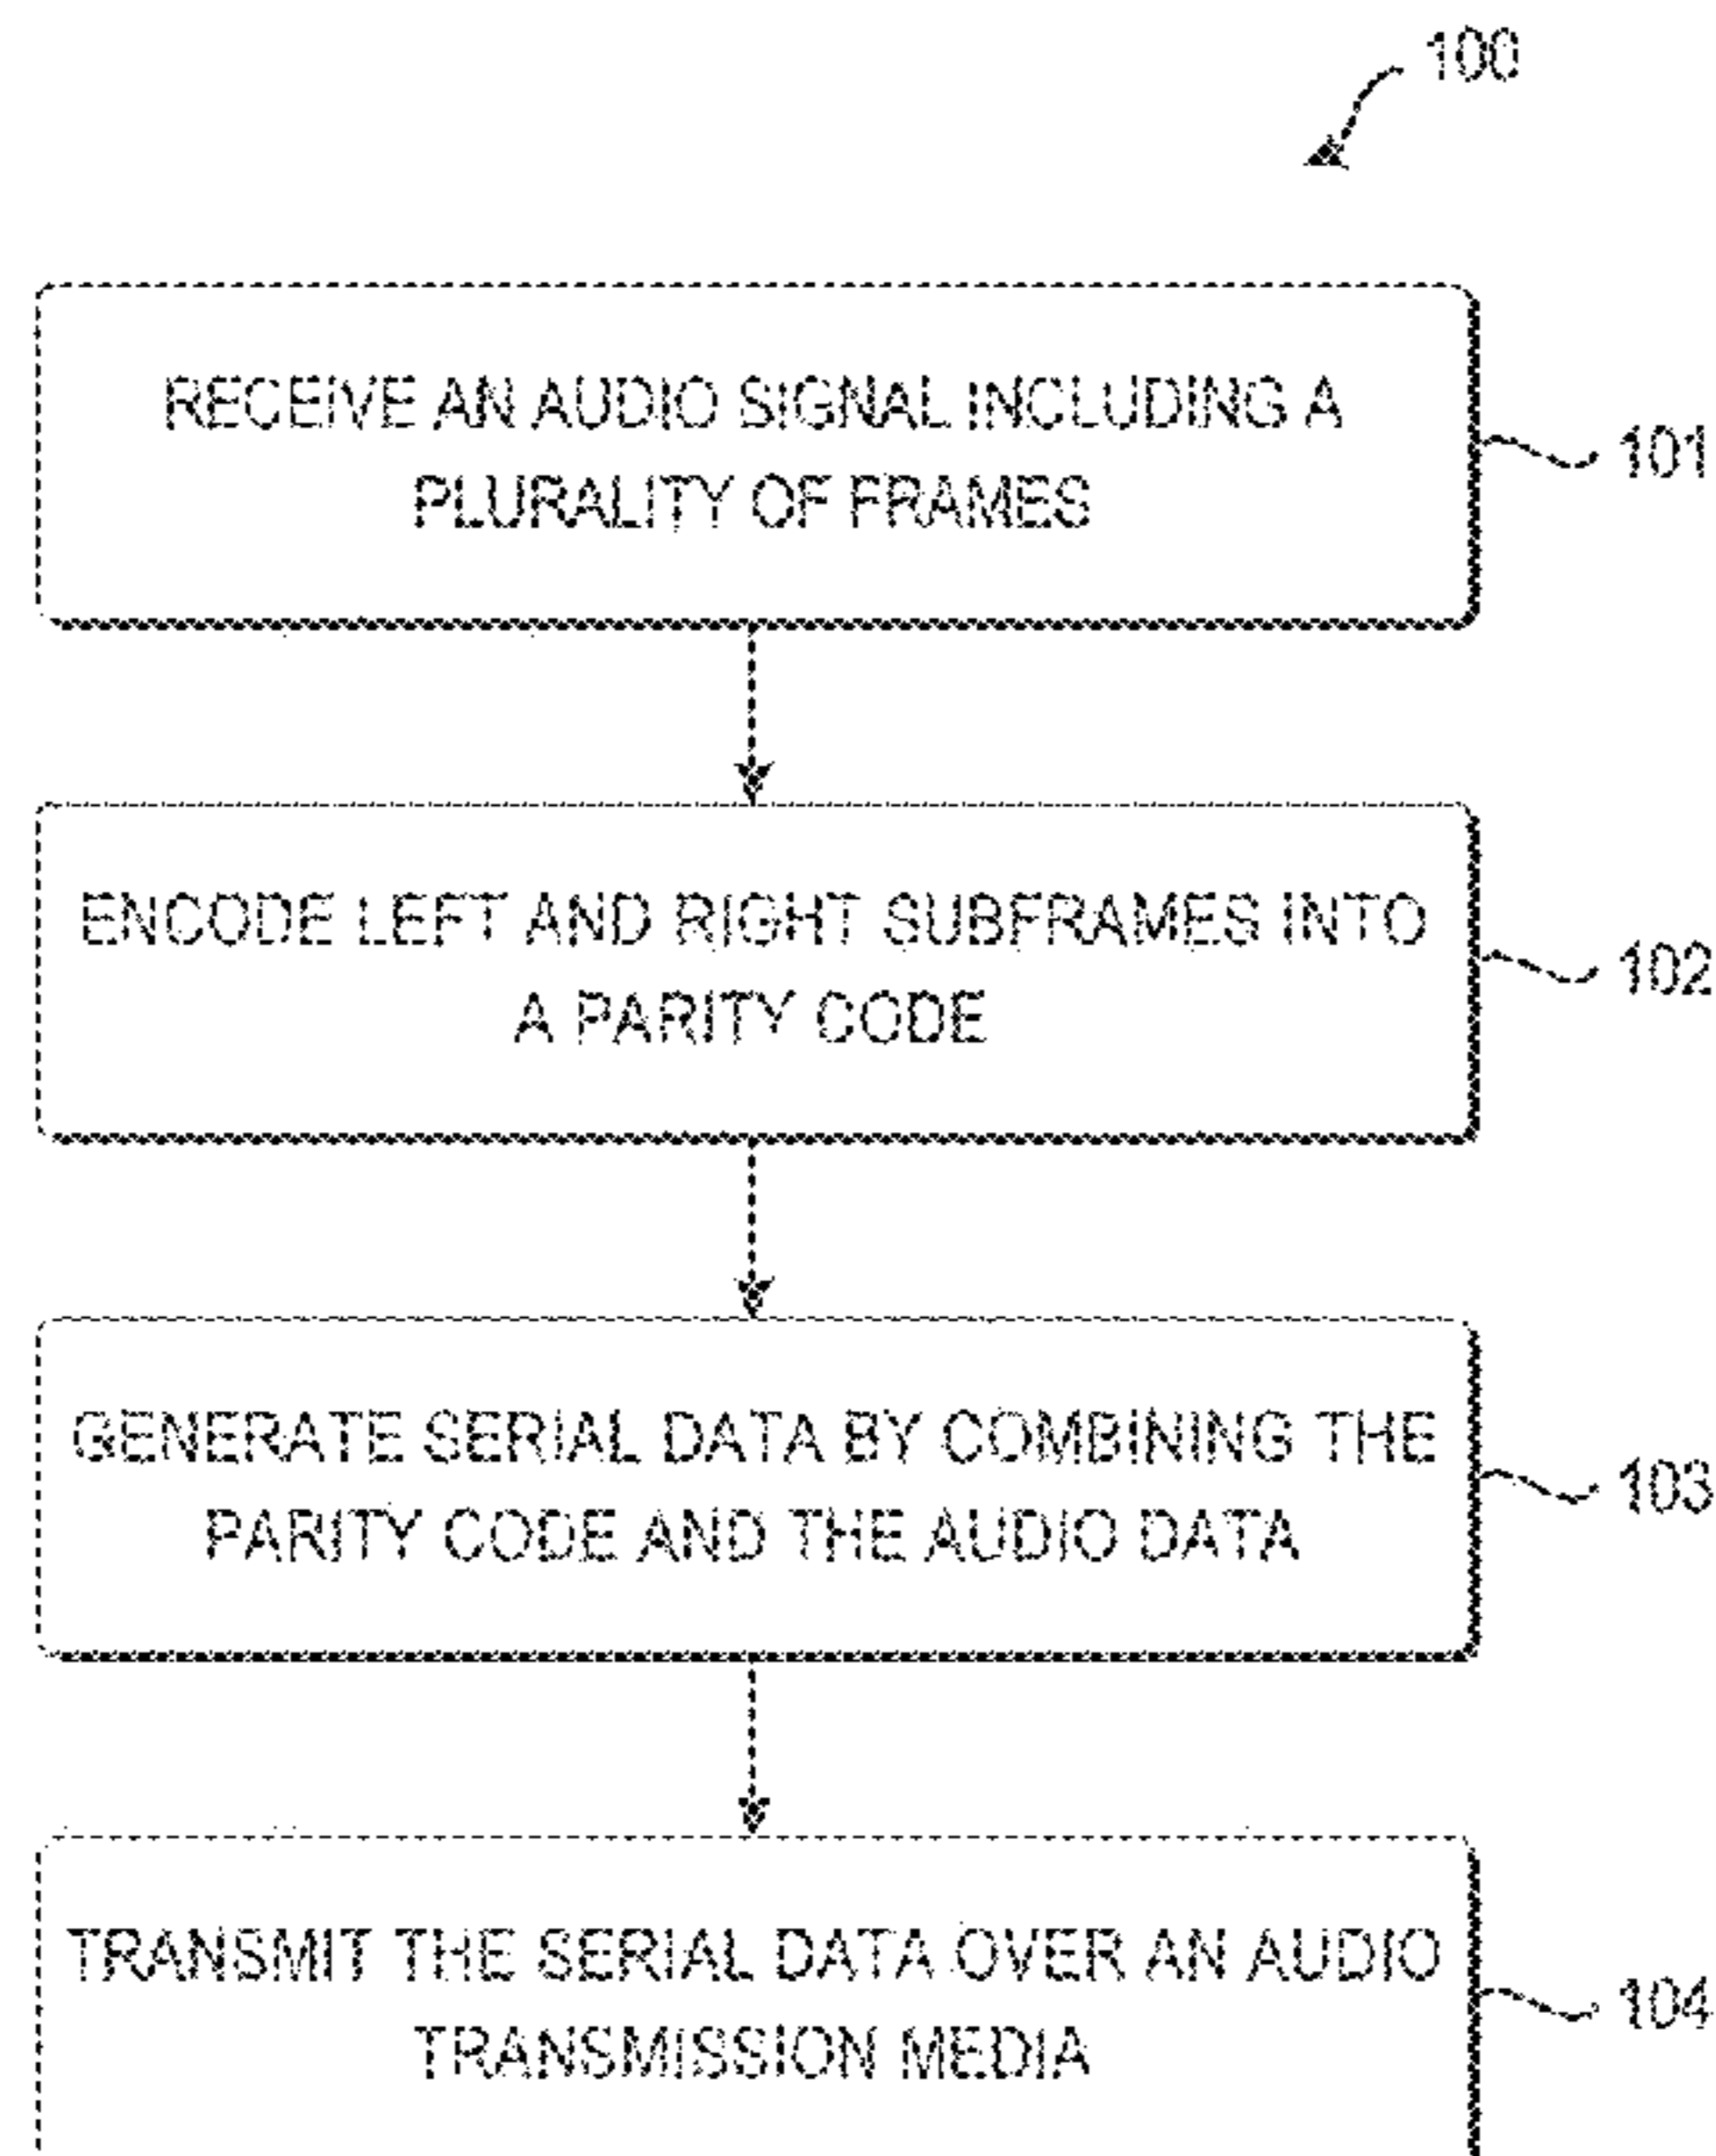 100
RECEIVE AN AUDIO SIGNAL INCLUDING A
PLURALITY OF FRAMES
101
ENCODE LEFT AND RIGHT SUBFRAMES INTO
A PARITY CODE
102
GENERATE SERIAL DATA BY COMBINING THE
PARITY CODE AND THE AUDIO DATA
103
TRANSMIT THE SERIAL DATA OVER AN AUDIO
TRANSMISSION MEDIA
104